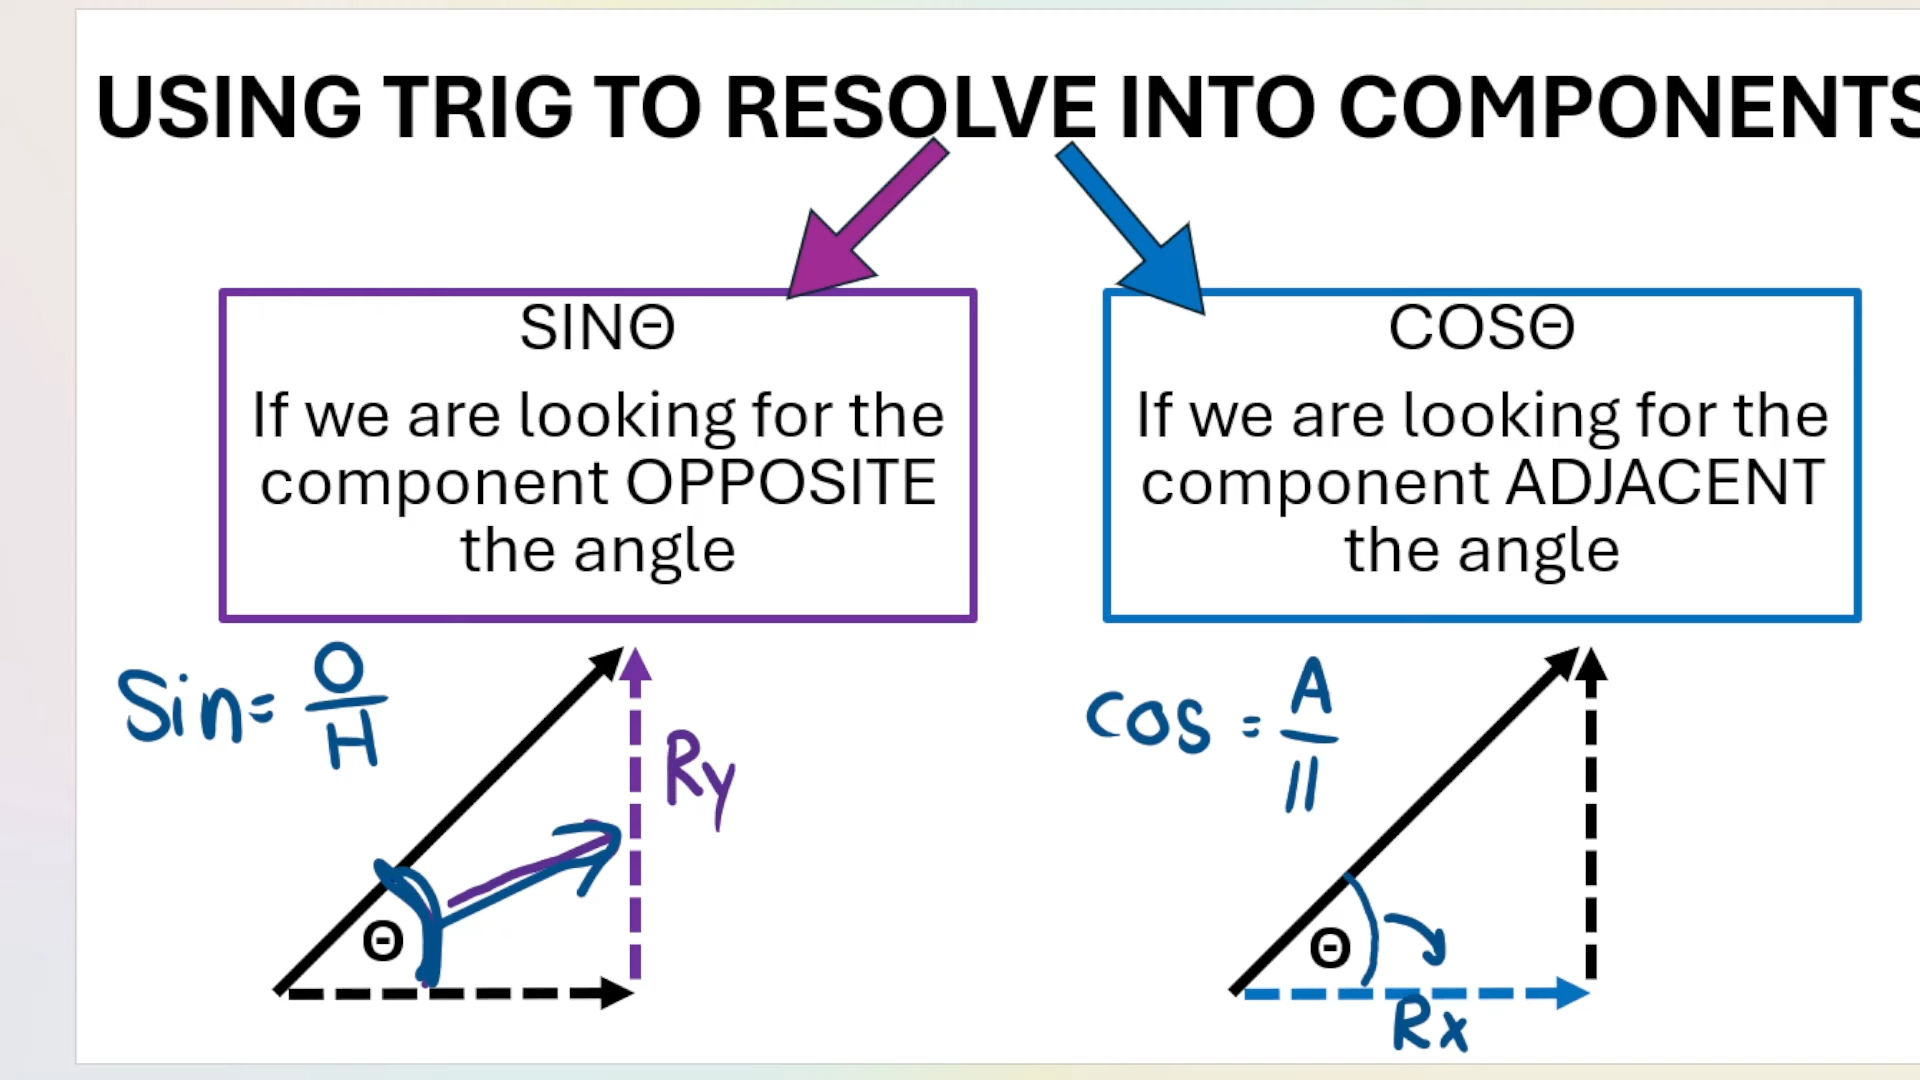 USING TRIG TO RESOLVE INTO COMPONENTS
SINΘ
If we are looking for the
component OPPOSITE
the angle
COSΘ
If we are looking for the
component ADJACENT
the angle
Sin= O
H
Ry
Θ
Cos = A
Θ
Rx